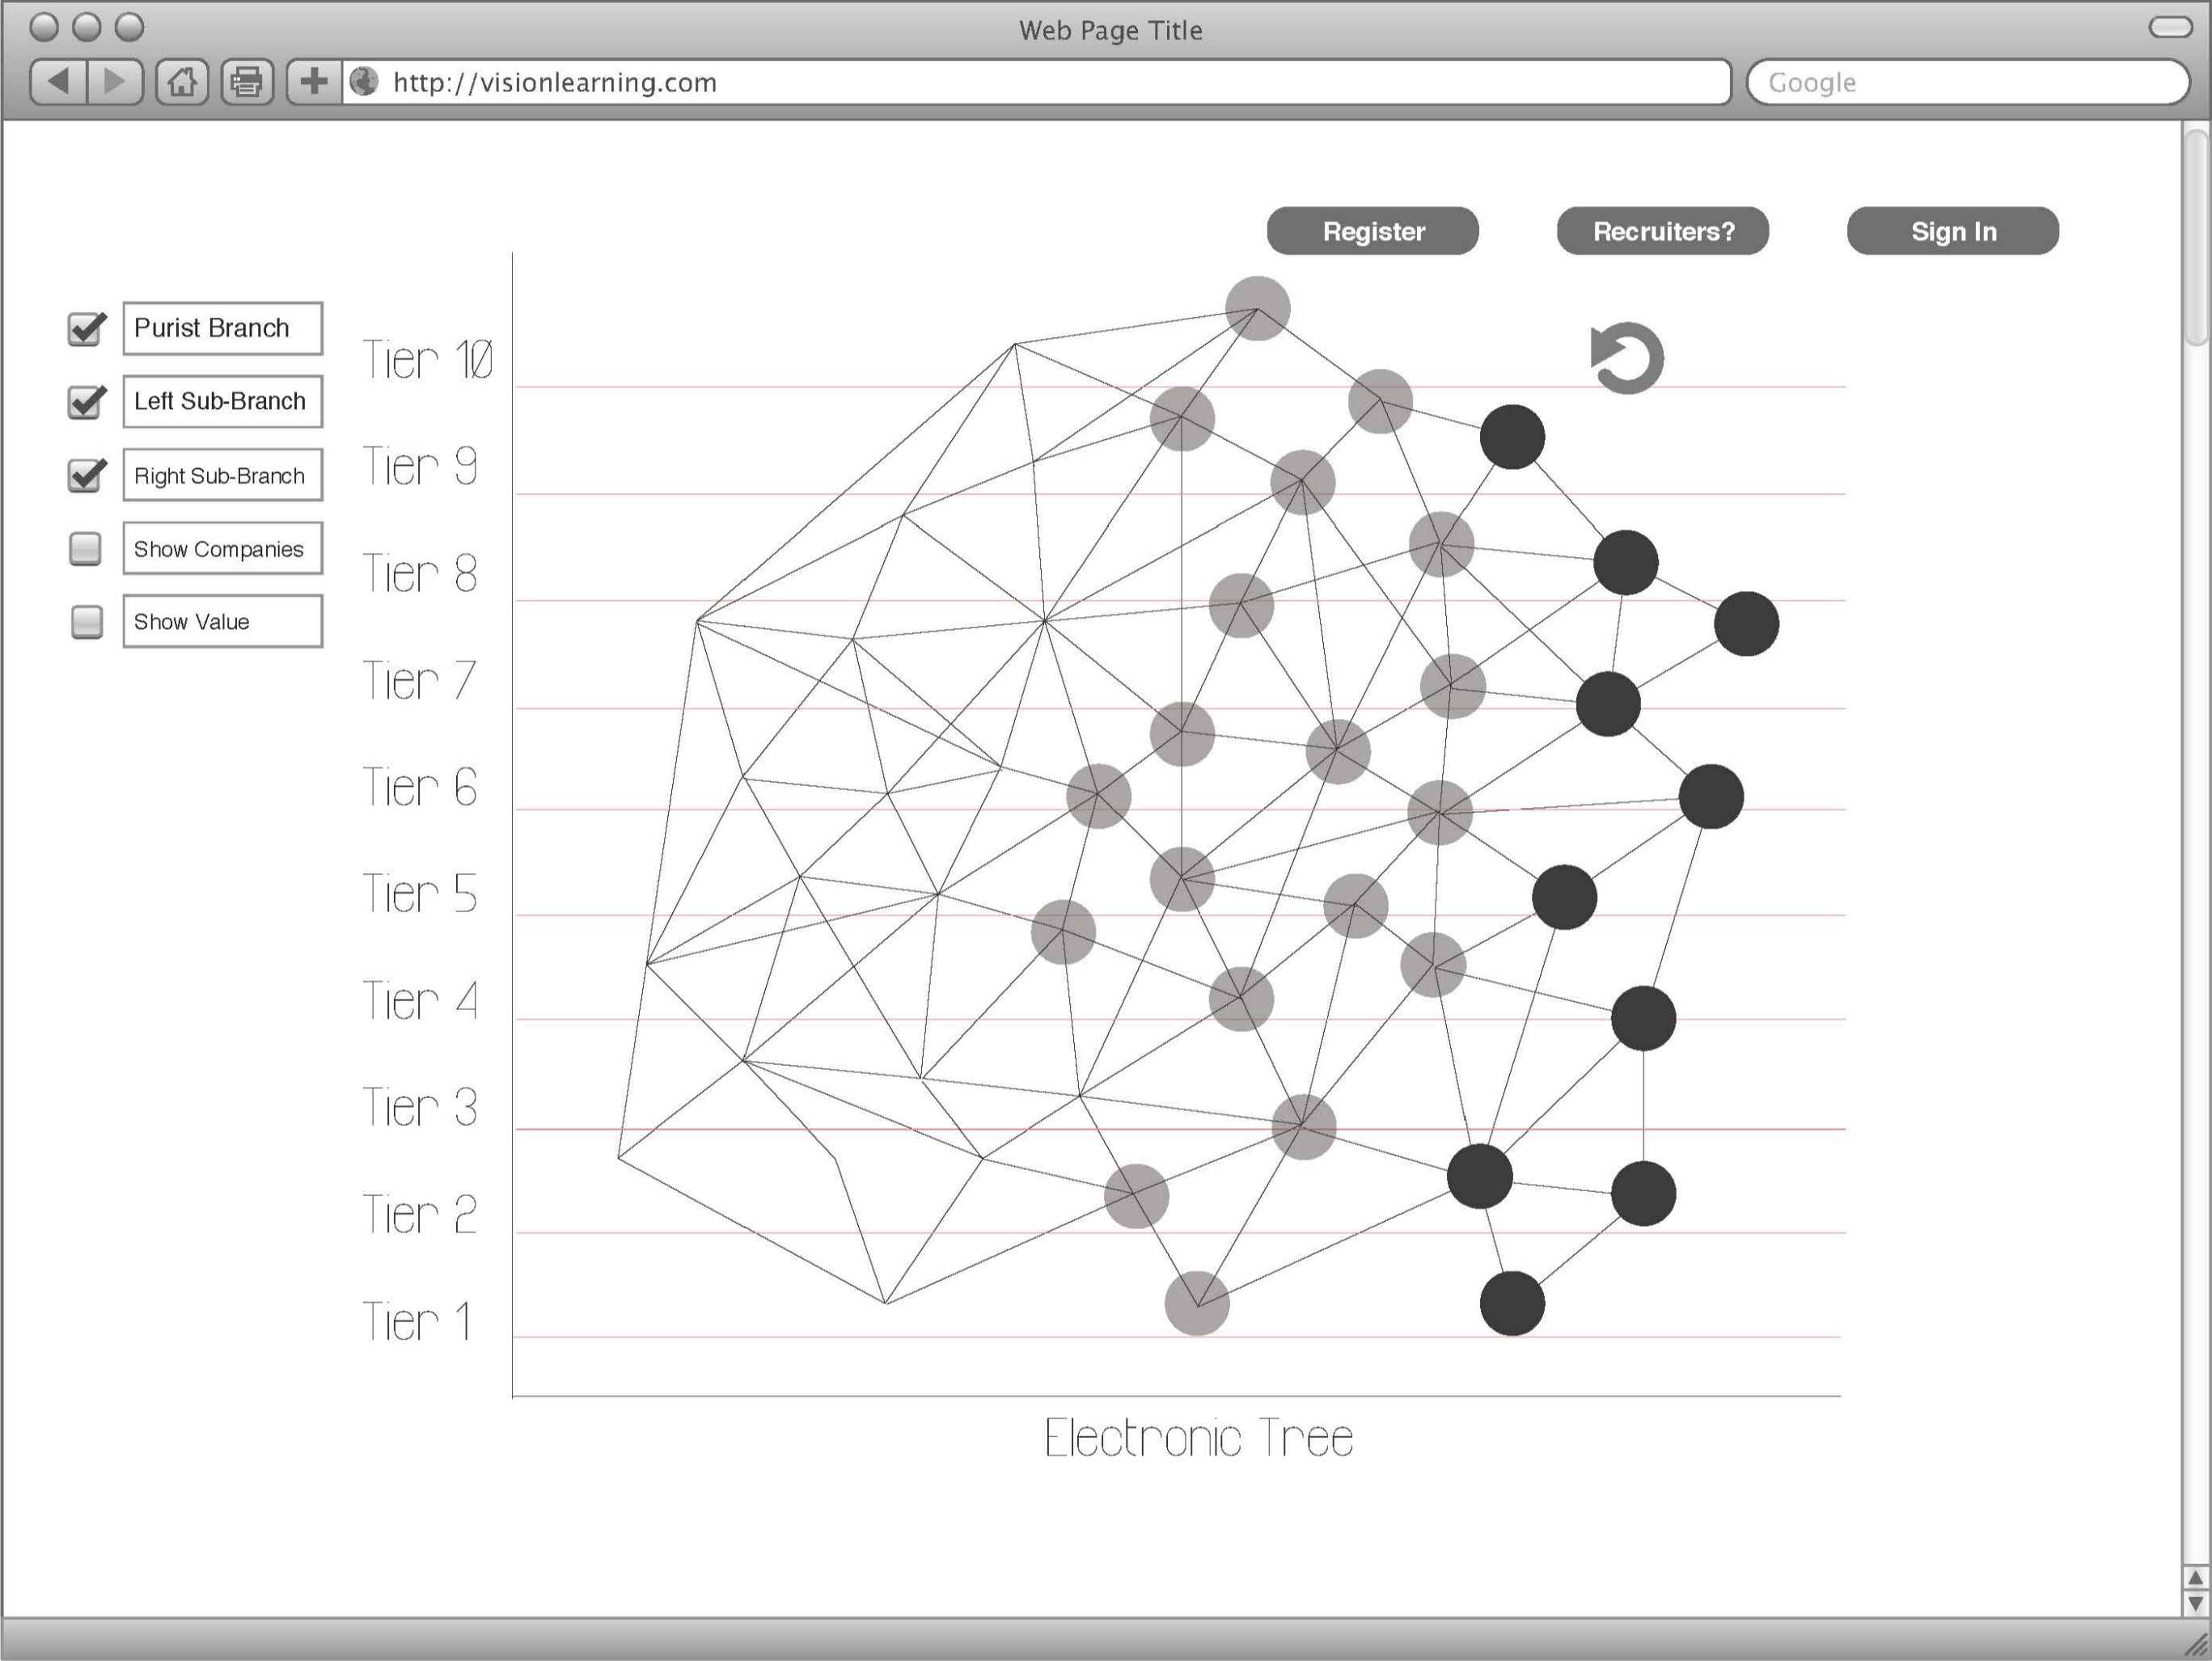 Web Page Title
http://visionlearning.com
Google
Register
Recruiters?
Sign In
Purist Branch
Left Sub-Branch
Right Sub-Branch
Show Companies
Show Value
Tier 10
Tier 9
Tier 8
Tier 7
Tier 6
Tier 5
Tier 4
Tier 3
Tier 2
Tier 1
Electronic Tree